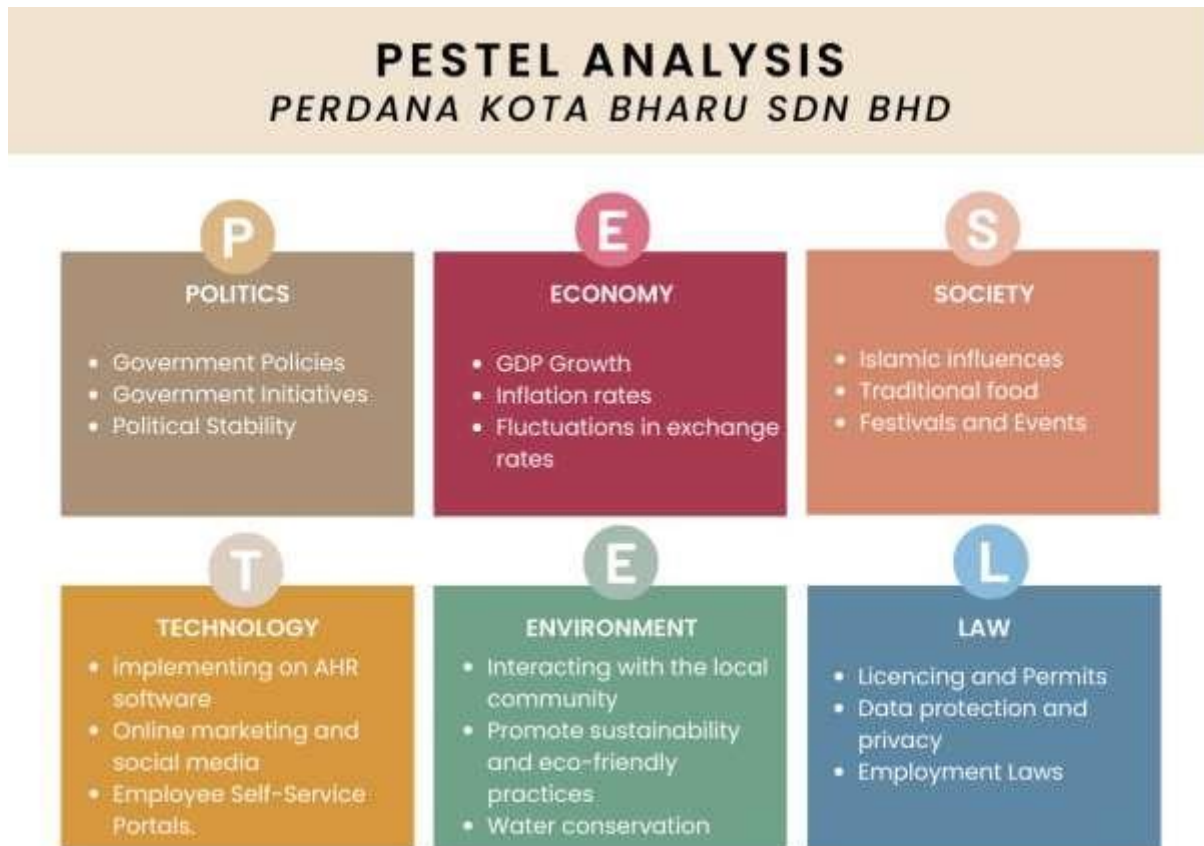 PESTEL ANALYSIS
PERDANA KOTA BHARU SDN BHD
P
POLITICS
• Government Policies
• Government Initiatives
• Political Stability
E
ECONOMY
• GDP Growth
• Inflation rates
• Fluctuations in exchange
rates
S
SOCIETY
• Islamic influences
• Traditional food
• Festivals and Events
T
TECHNOLOGY
• implementing on AHR
software
• Online marketing and
social media
• Employee Self-Service
Portals.
E
ENVIRONMENT
• Interacting with the local
community
• Promote sustainability
and eco-friendly
practices
• Water conservation
L
LAW
• Licencing and Permits
• Data protection and
privacy
• Employment Laws